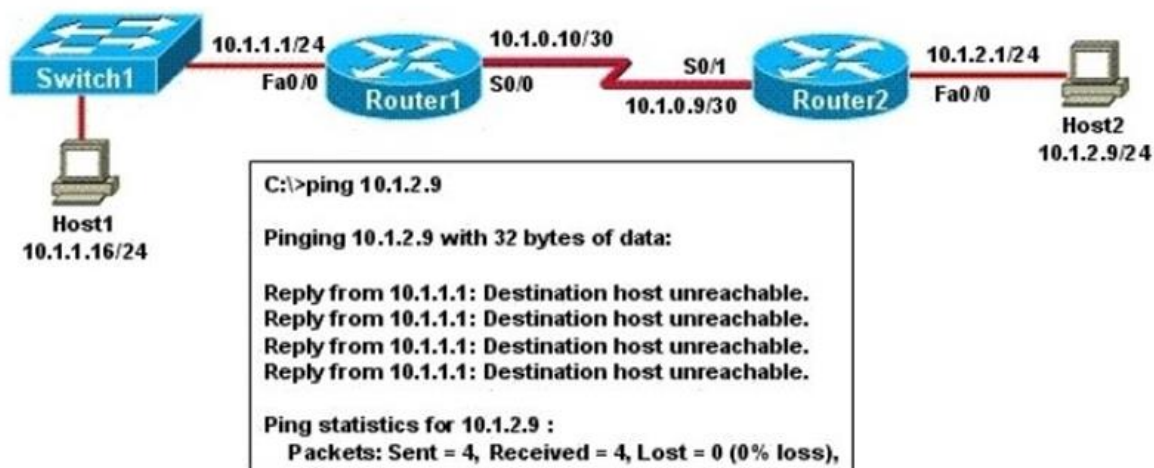 10.1.1.1/24
10.1.0.10/30
10.1.2.1/24
S0/1
Switch1
Fa0/0
Router1
S0/0
10.1.0.9/30
Router2
Fa0/0
Host2
10.1.2.9/24
Host1
10.1.1.16/24
C:\>ping 10.1.2.9
Pinging 10.1.2.9 with 32 bytes of data:
Reply from 10.1.1.1: Destination host unreachable.
Reply from 10.1.1.1: Destination host unreachable.
Reply from 10.1.1.1: Destination host unreachable.
Reply from 10.1.1.1: Destination host unreachable.
Ping statistics for 10.1.2.9 :
Packets: Sent = 4, Received = 4, Lost = 0 (0% loss),